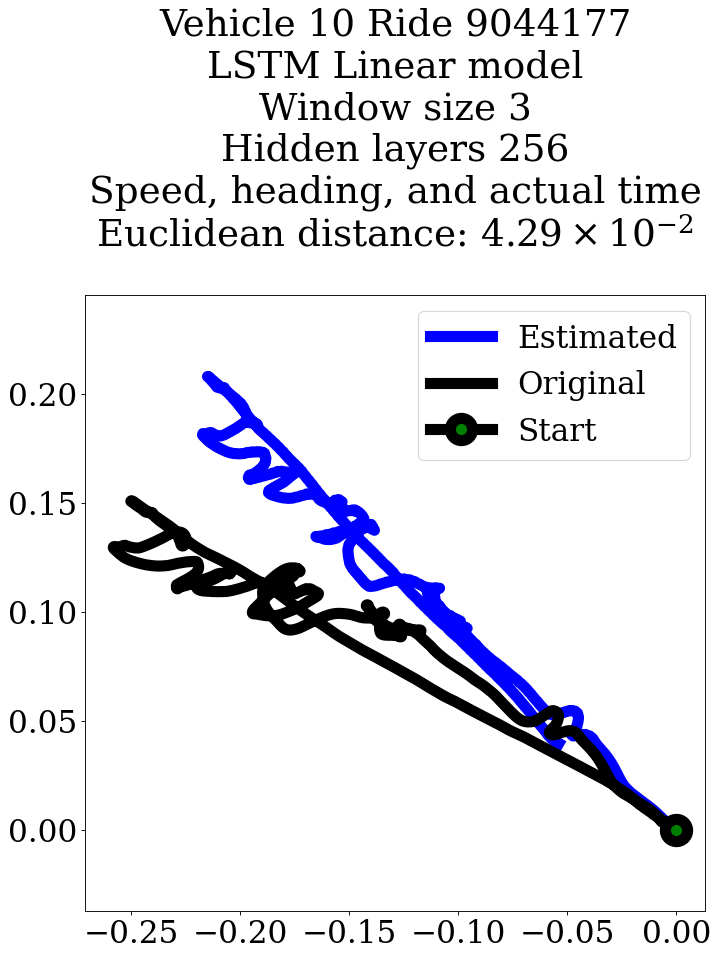 Vehicle 10 Ride 9044177
LSTM Linear model
Window size 3
Hidden layers 256
Speed, heading, and actual time
Euclidean distance: 4.29 × 10⁻²
Estimated
Original
Start
0.20
0.15
0.10
0.05
0.00
−0.25 −0.20 −0.15 −0.10 −0.05 0.00